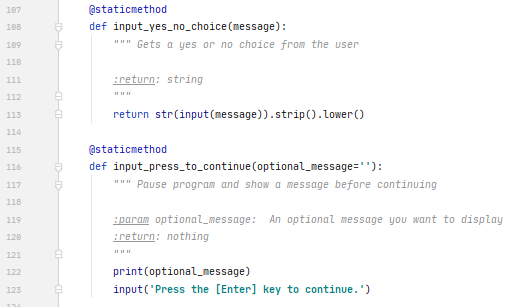 107 @staticmethod
108 def input_yes_no_choice(message):
109 """ Gets a yes or no choice from the user
110
111 :return: string
112 """
113 return str(input(message)).strip().lower()
114
115 @staticmethod
116 def input_press_to_continue(optional_message=''):
117 """ Pause program and show a message before continuing
118
119 :param optional_message:  An optional message you want to display
120 :return: nothing
121 """
122 print(optional_message)
123 input('Press the [Enter] key to continue.')